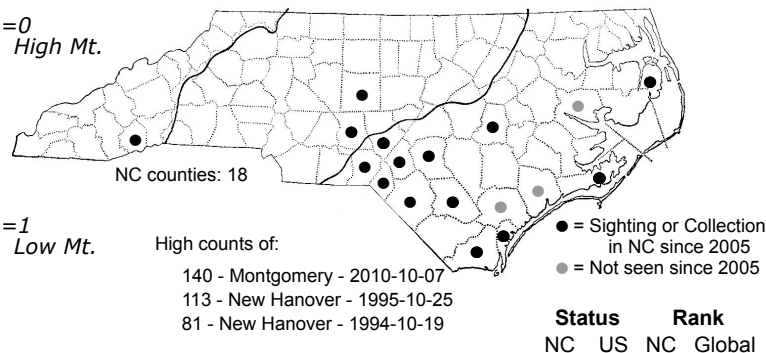 =0
High Mt.
NC counties: 18
=1
Low Mt.
High counts of:
140 - Montgomery - 2010-10-07
113 - New Hanover - 1995-10-25
81 - New Hanover - 1994-10-19
= Sighting or Collection
in NC since 2005
= Not seen since 2005
Status Rank
NC US NC Global